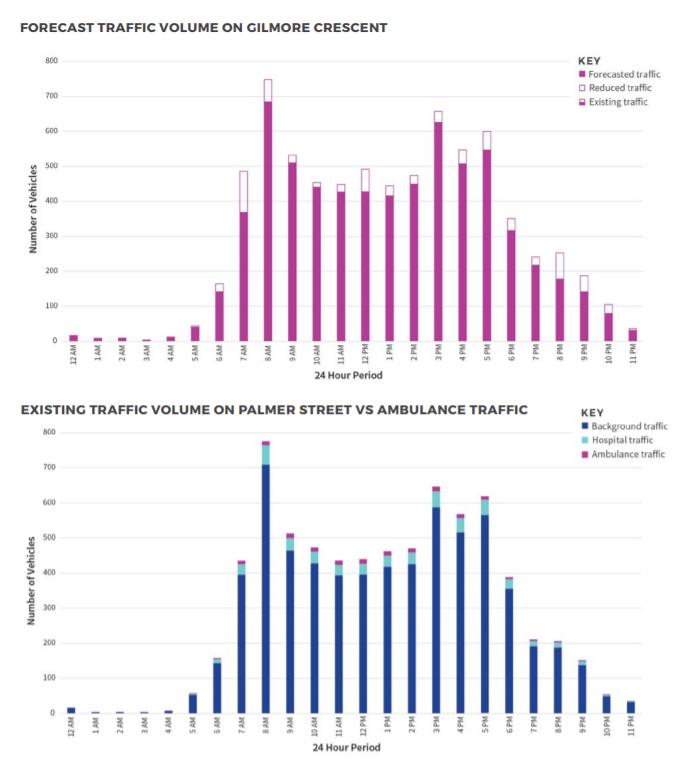 FORECAST TRAFFIC VOLUME ON GILMORE CRESCENT
KEY
Forecasted traffic
Reduced traffic
Existing traffic
Number of Vehicles
800
700
600
500
400
300
200
100
0
12 AM 1 AM 2 AM 3 AM 4 AM 5 AM 6 AM 7 AM 8 AM 9 AM 10 AM 11 AM 12 PM 1 PM 2 PM 3 PM 4 PM 5 PM 6 PM 7 PM 8 PM 9 PM 10 PM 11 PM
24 Hour Period
EXISTING TRAFFIC VOLUME ON PALMER STREET VS AMBULANCE TRAFFIC
KEY
Background traffic
Hospital traffic
Ambulance traffic
Number of Vehicles
800
700
600
500
400
300
200
100
0
12 AM 1 AM 2 AM 3 AM 4 AM 5 AM 6 AM 7 AM 8 AM 9 AM 10 AM 11 AM 12 PM 1 PM 2 PM 3 PM 4 PM 5 PM 6 PM 7 PM 8 PM 9 PM 10 PM 11 PM
24 Hour Period